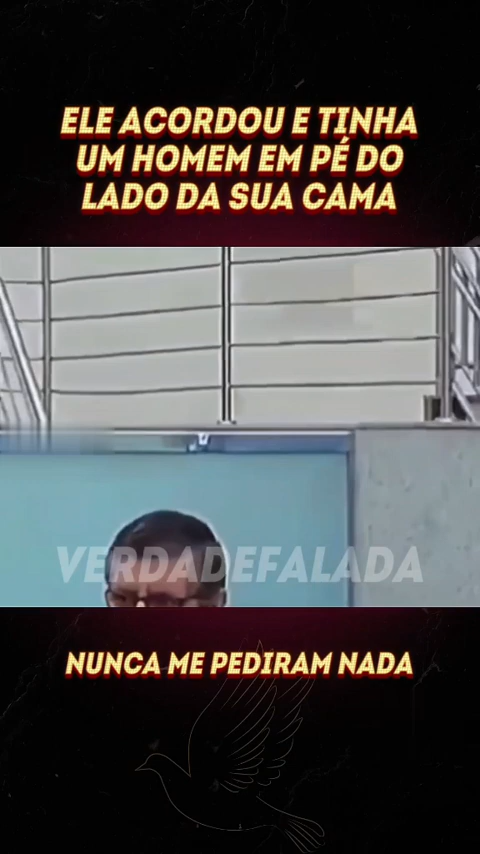 ELE ACORDOU E TINHA
UM HOMEM EM PÉ DO
LADO DA SUA CAMA
VERDADEFALADA
NUNCA ME PEDIRAM NADA